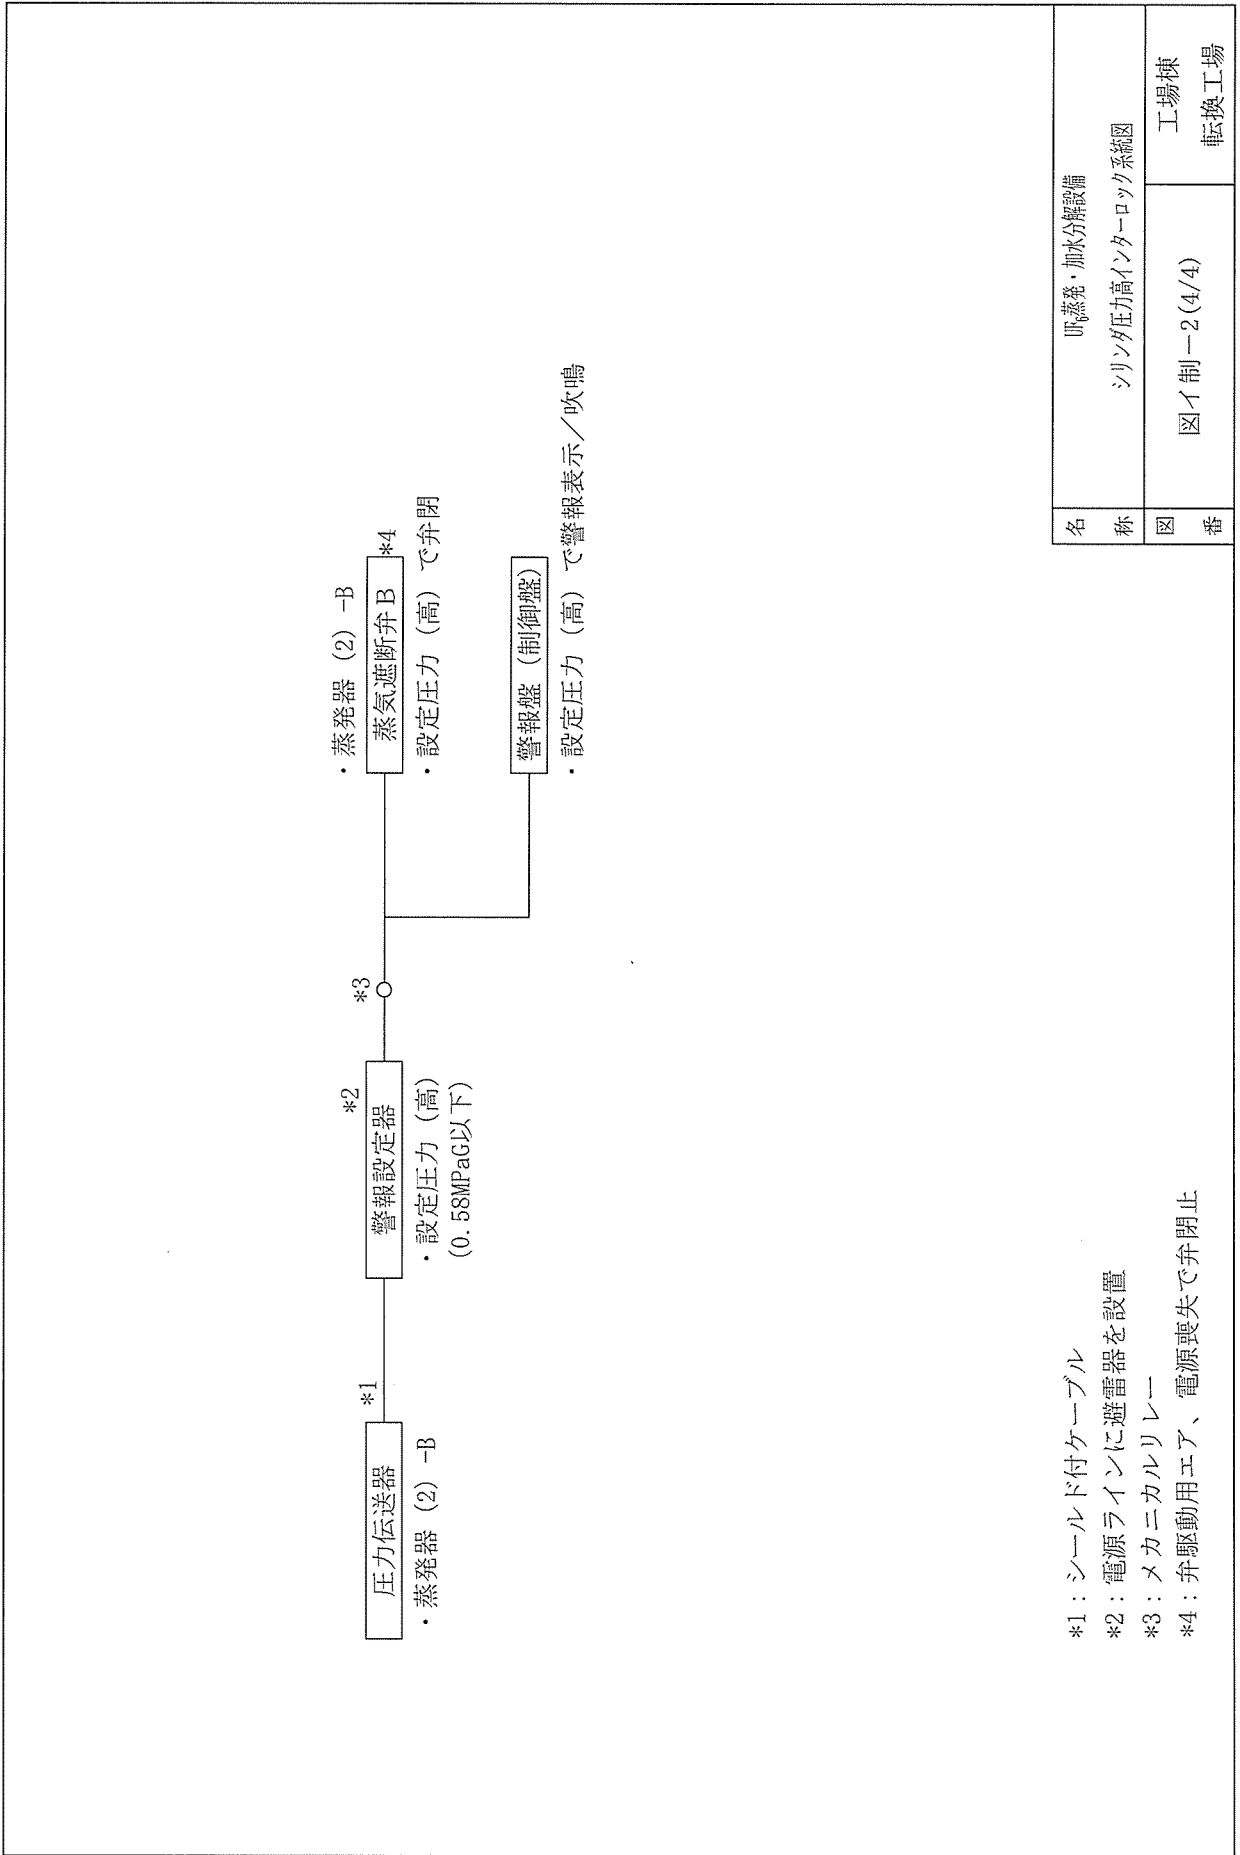 圧力伝送器
・蒸発器 (2) -B
*1
*2
警報設定器
・設定圧力 (高)
(0.58MPaG以下)
*3
・蒸発器 (2) -B
蒸気遮断弁B
*4
・設定圧力 (高) で弁閉
警報盤 (制御盤)
・設定圧力 (高) で警報表示/吹鳴
*1：シールド付ケーブル
*2：電源ラインに避雷器を設置
*3：メカニカルリレー
*4：弁駆動用エア、電源喪失で弁閉止
名称
UF6蒸発・加水分解設備
シリンダ圧力高インターロック系統図
図番
図イ制－2(4/4)
工場棟
転換工場